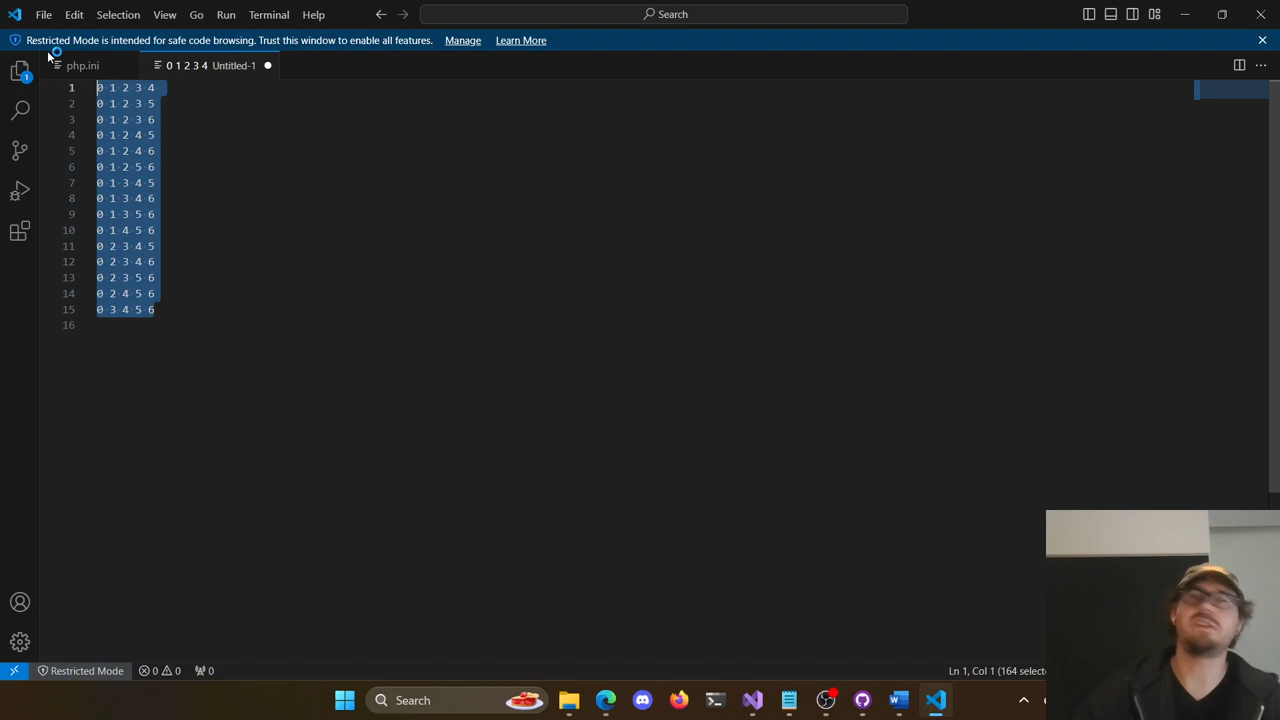 File Edit Selection View Go Run Terminal Help
Search
Restricted Mode is intended for safe code browsing. Trust this window to enable all features. Manage Learn More
php.ini
0 1 2 3 4 Untitled-1
1
1 0 1 2 3 4
2 0 1 2 3 5
3 0 1 2 3 6
4 0 1 2 4 5
5 0 1 2 4 6
6 0 1 2 5 6
7 0 1 3 4 5
8 0 1 3 4 6
9 0 1 3 5 6
10 0 1 4 5 6
11 0 2 3 4 5
12 0 2 3 4 6
13 0 2 3 5 6
14 0 2 4 5 6
15 0 3 4 5 6
16
Restricted Mode 0 0 0 Ln 1, Col 1 (164 selecte
Search